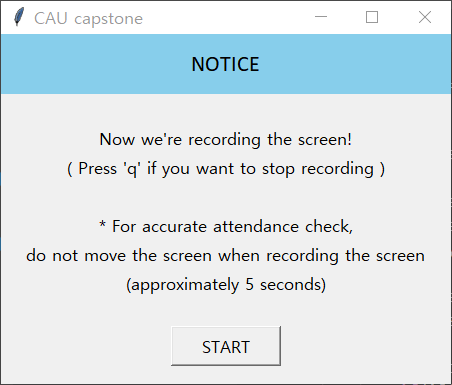 CAU capstone
NOTICE
Now we're recording the screen!
( Press 'q' if you want to stop recording )
* For accurate attendance check,
do not move the screen when recording the screen
(approximately 5 seconds)
START